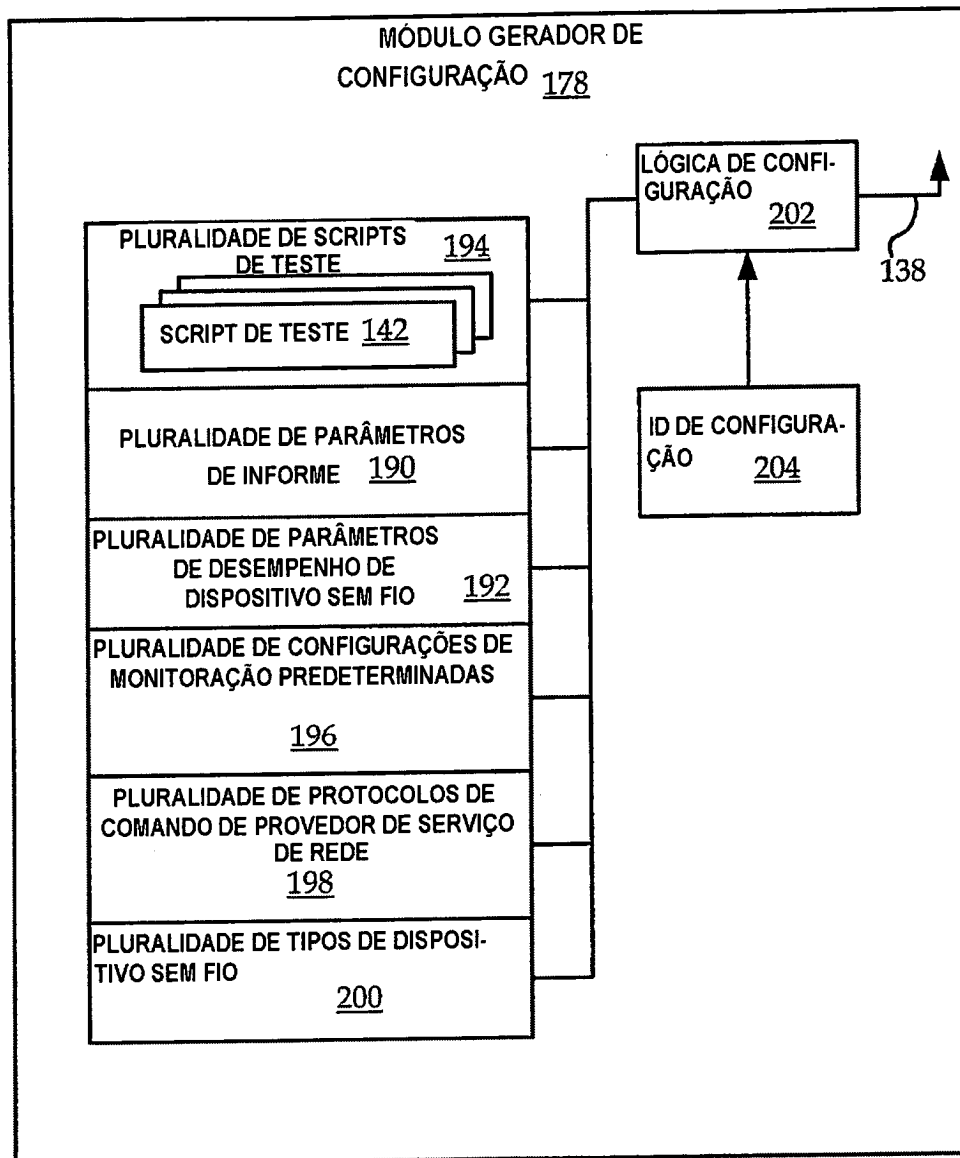 MÓDULO GERADOR DE
CONFIGURAÇÃO 178
PLURALIDADE DE SCRIPTS
DE TESTE 194
SCRIPT DE TESTE 142
PLURALIDADE DE PARÂMETROS
DE INFORME 190
PLURALIDADE DE PARÂMETROS
DE DESEMPENHO DE
DISPOSITIVO SEM FIO 192
PLURALIDADE DE CONFIGURAÇÕES DE
MONITORAÇÃO PREDETERMINADAS
196
PLURALIDADE DE PROTOCOLOS DE
COMANDO DE PROVEDOR DE SERVIÇO
DE REDE
198
PLURALIDADE DE TIPOS DE DISPOSI-
TIVO SEM FIO
200
LÓGICA DE CONFI-
GURAÇÃO
202
138
ID DE CONFIGURA-
ÇÃO
204